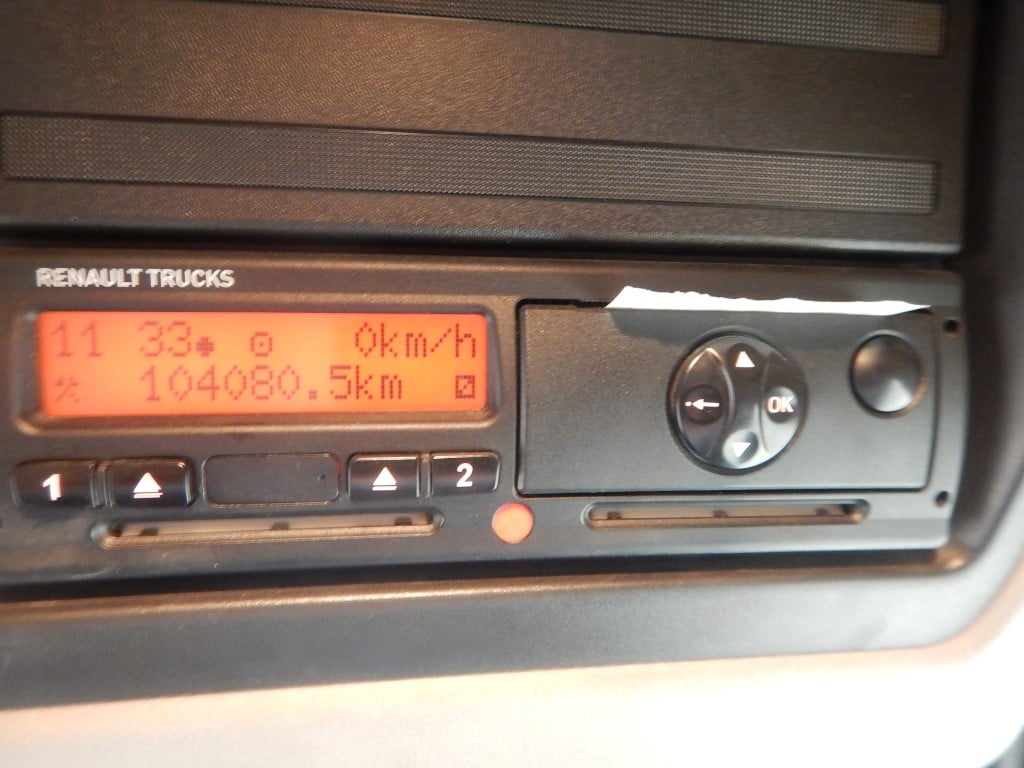 RENAULT TRUCKS
11 33 0km/h
104080.5km
1 2
OK